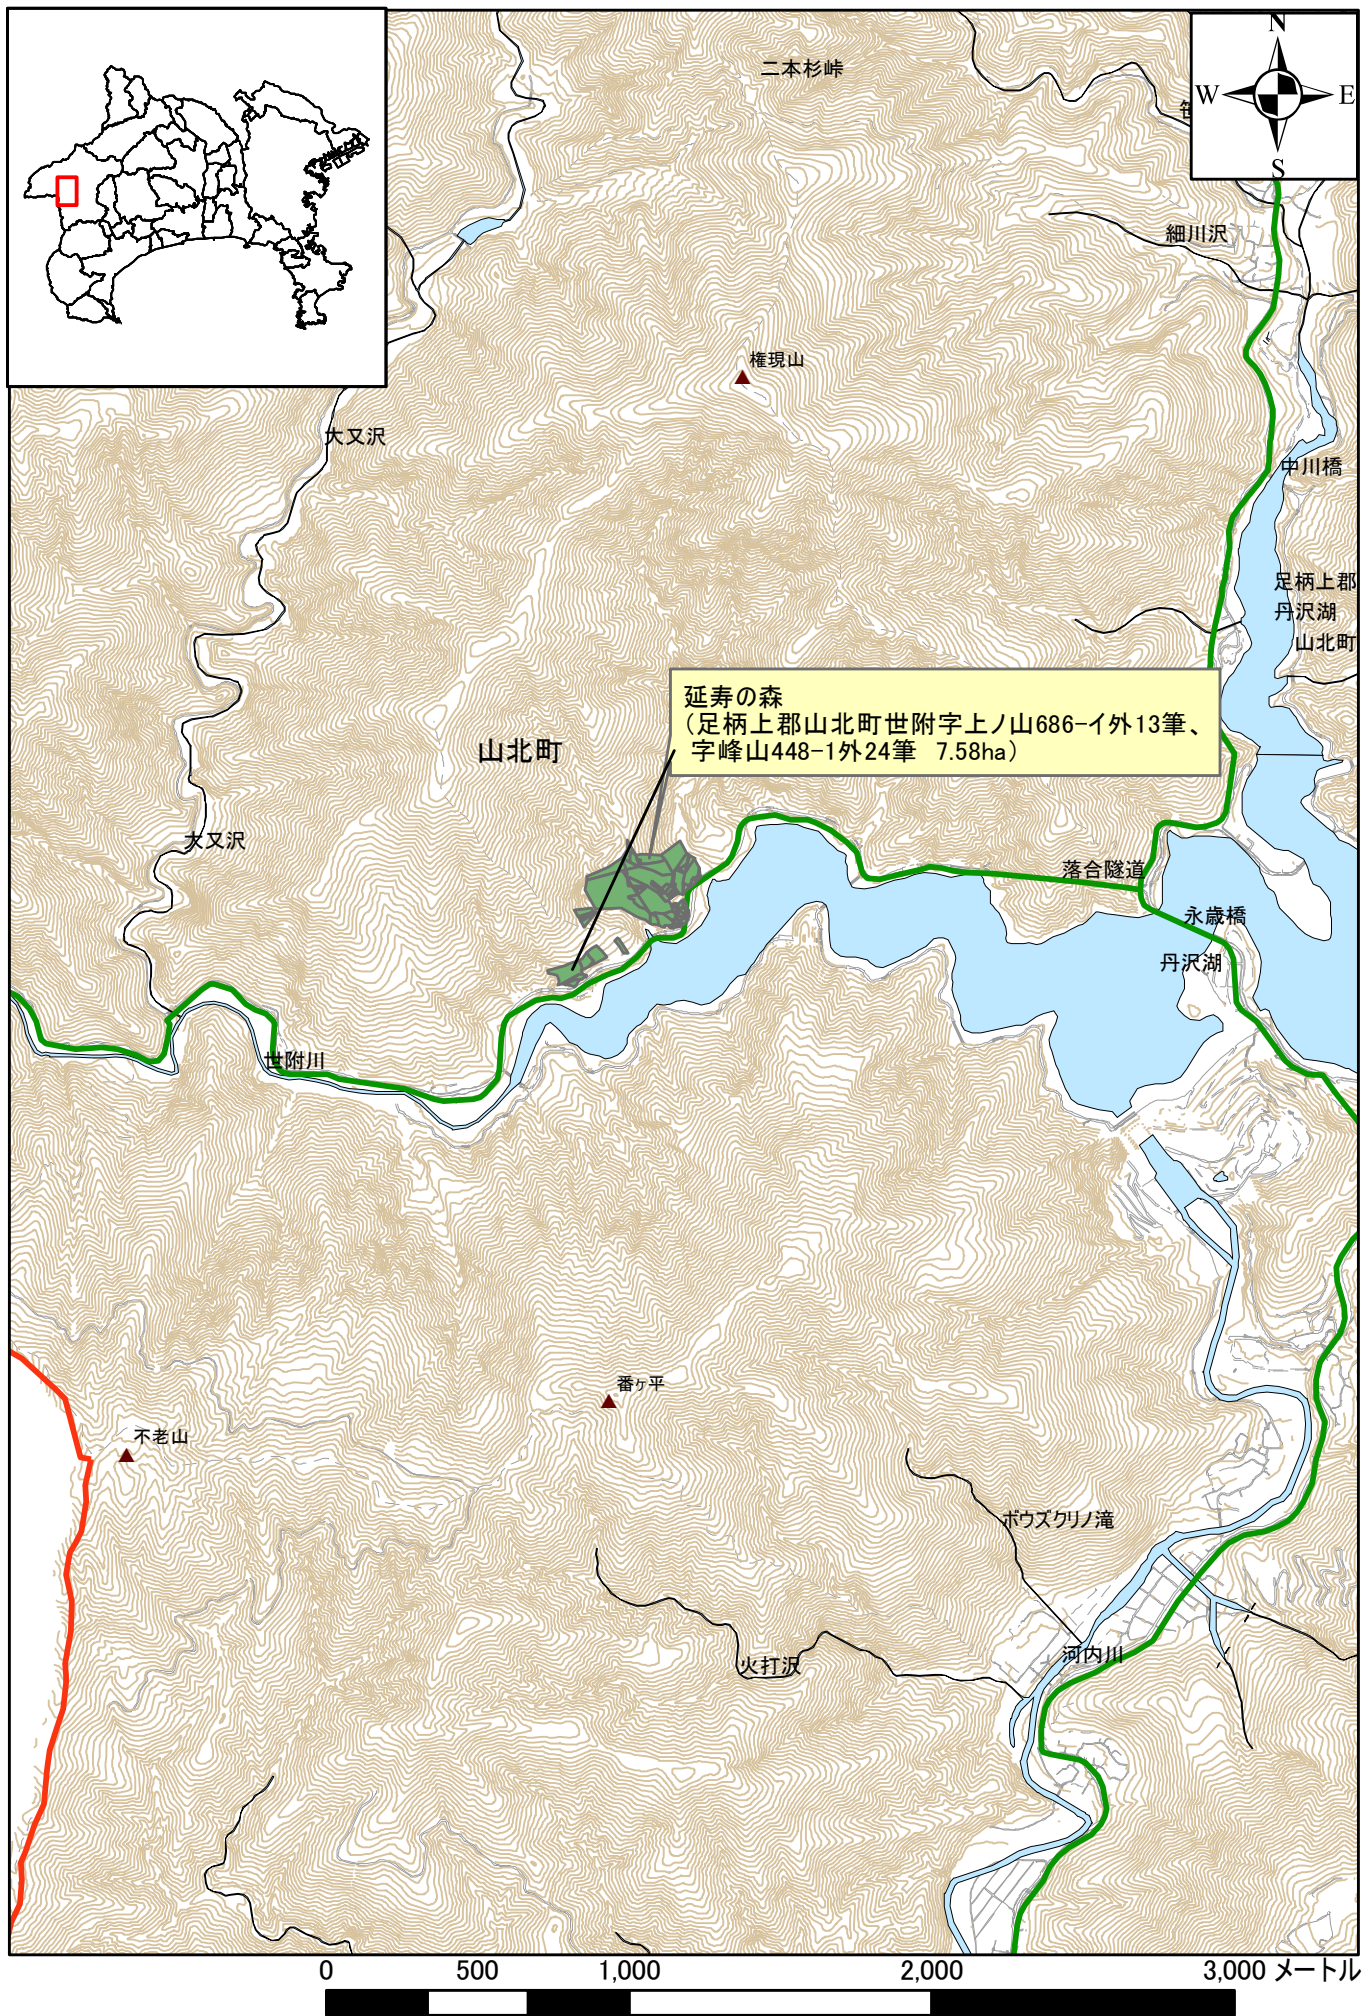 二本杉峠
N
W
E
S
細川沢
権現山
大又沢
中川橋
足柄上郡
丹沢湖
山北町
延寿の森
（足柄上郡山北町世附字上ノ山686-イ外13筆、
字峰山448-1外24筆　7.58ha）
山北町
大又沢
落合隧道
永歳橋
丹沢湖
世附川
番ヶ平
不老山
ボウズクリノ滝
河内川
火打沢
0 500 1,000 2,000 3,000 メートル